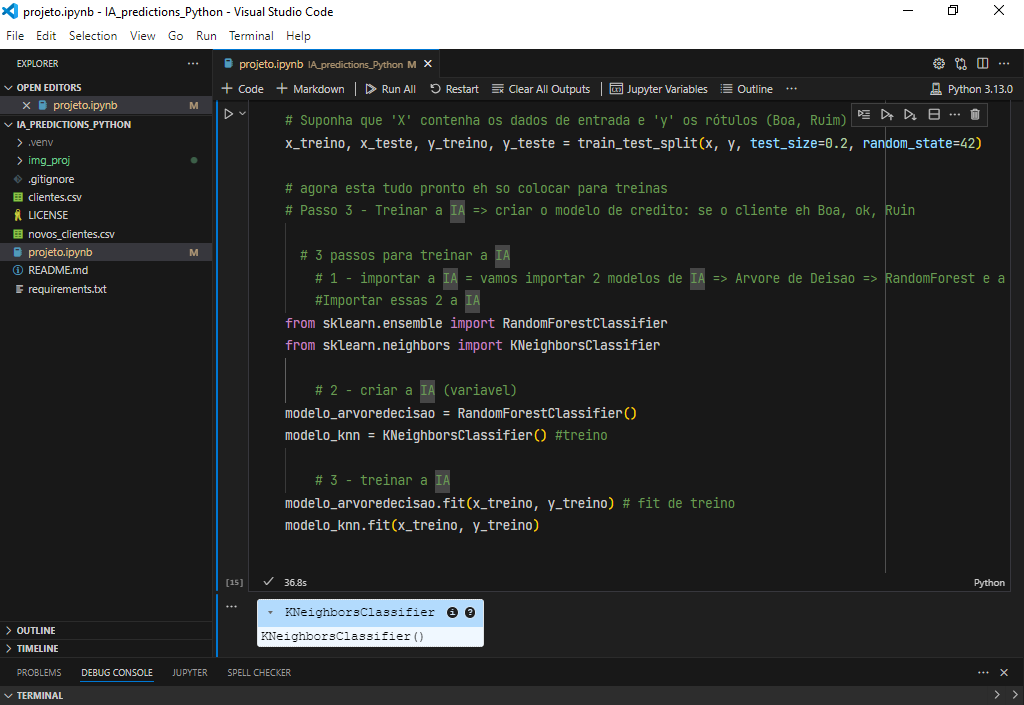 projeto.ipynb - IA_predictions_Python - Visual Studio Code
File Edit Selection View Go Run Terminal Help
EXPLORER
OPEN EDITORS
projeto.ipynb M
IA_PREDICTIONS_PYTHON
.venv
img_proj
.gitignore
clientes.csv
LICENSE
novos_clientes.csv
projeto.ipynb M
README.md
requirements.txt
OUTLINE
TIMELINE
projeto.ipynb IA_predictions_Python M
Code Markdown Run All Restart Clear All Outputs Jupyter Variables Outline Python 3.13.0
# Suponha que 'X' contenha os dados de entrada e 'y' os rótulos (Boa, Ruim)
x_treino, x_teste, y_treino, y_teste = train_test_split(x, y, test_size=0.2, random_state=42)
# agora esta tudo pronto eh so colocar para treinas
# Passo 3 - Treinar a IA => criar o modelo de credito: se o cliente eh Boa, ok, Ruin
# 3 passos para treinar a IA
# 1 - importar a IA = vamos importar 2 modelos de IA => Arvore de Deisao => RandomForest e a
#Importar essas 2 a IA
from sklearn.ensemble import RandomForestClassifier
from sklearn.neighbors import KNeighborsClassifier
# 2 - criar a IA (variavel)
modelo_arvoredecisao = RandomForestClassifier()
modelo_knn = KNeighborsClassifier() #treino
# 3 - treinar a IA
modelo_arvoredecisao.fit(x_treino, y_treino) # fit de treino
modelo_knn.fit(x_treino, y_treino)
[15] 36.8s Python
KNeighborsClassifier
KNeighborsClassifier()
PROBLEMS DEBUG CONSOLE JUPYTER SPELL CHECKER
TERMINAL